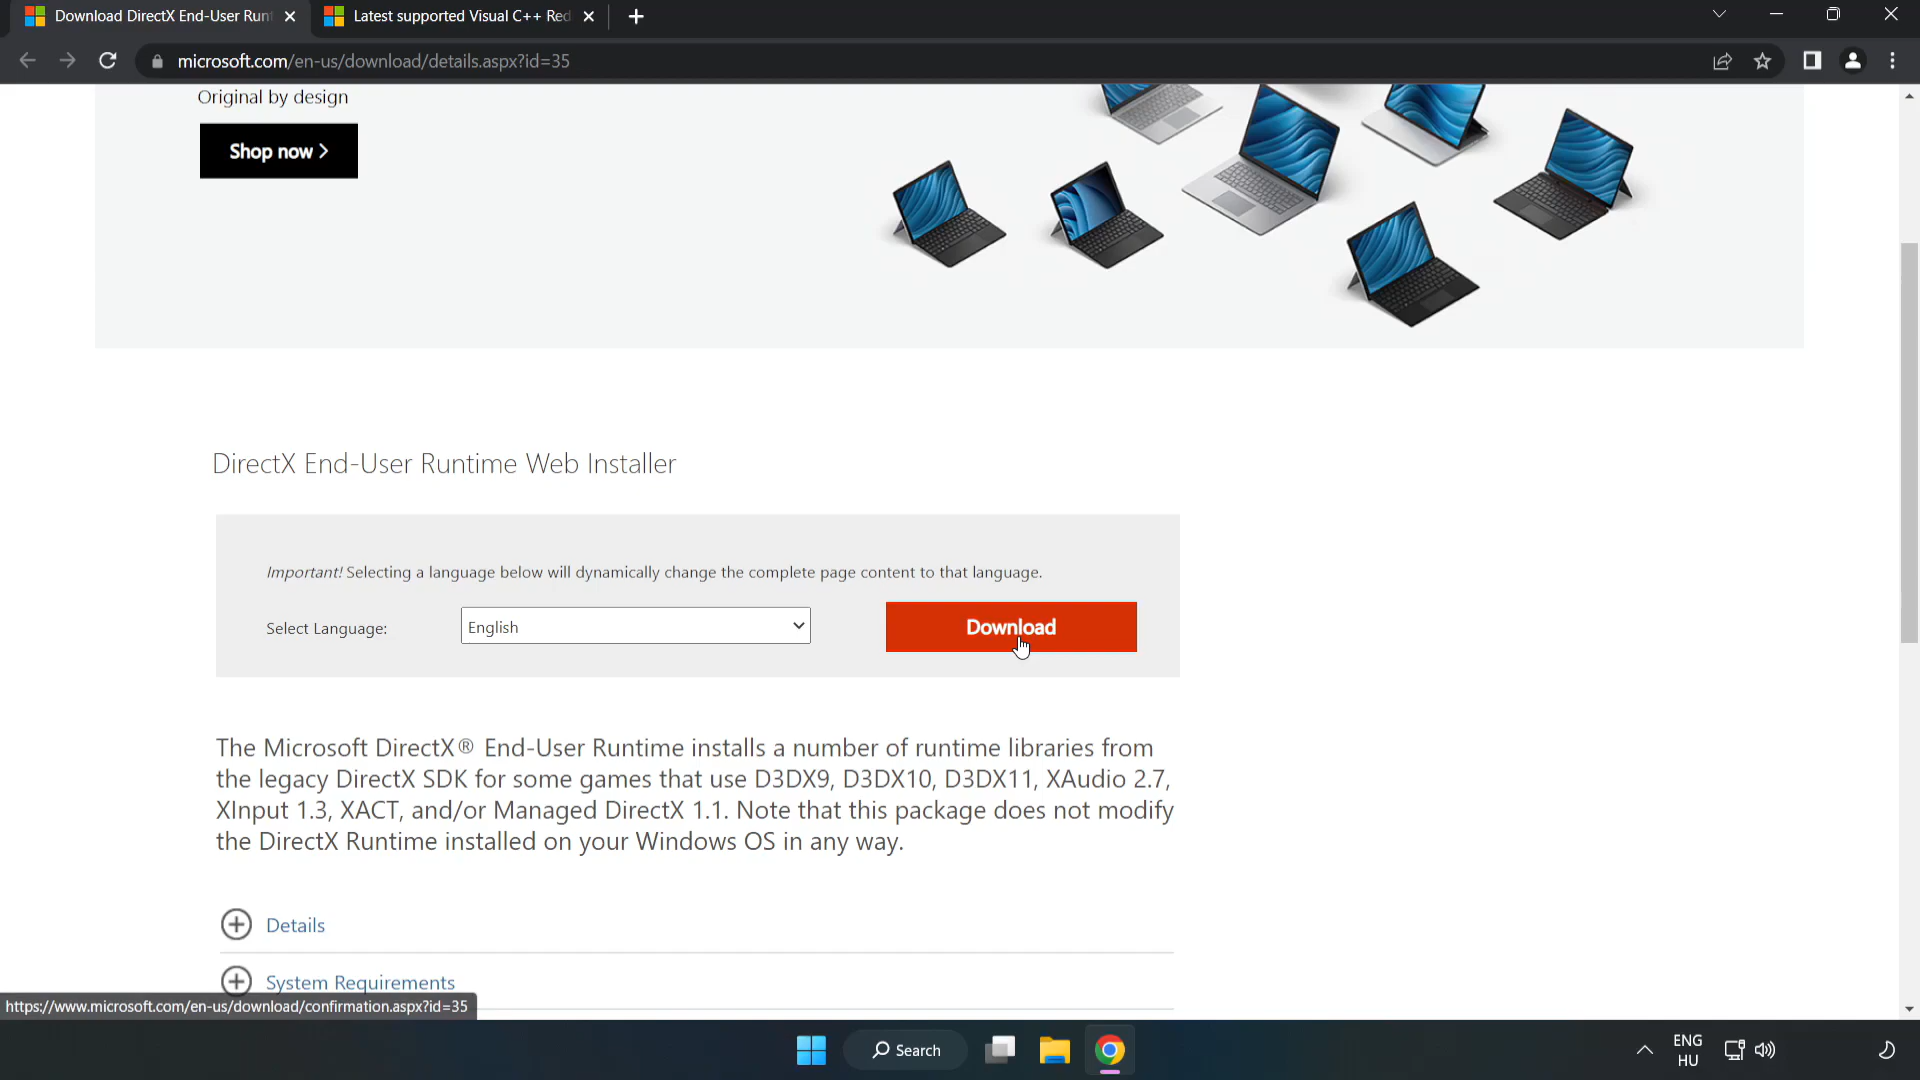 Download DirectX End-User Runt
Latest supported Visual C++ Red
microsoft.com/en-us/download/details.aspx?id=35
Original by design
Shop now >
DirectX End-User Runtime Web Installer
Important! Selecting a language below will dynamically change the complete page content to that language.
Select Language:
English
Download
The Microsoft DirectX® End-User Runtime installs a number of runtime libraries from
the legacy DirectX SDK for some games that use D3DX9, D3DX10, D3DX11, XAudio 2.7,
XInput 1.3, XACT, and/or Managed DirectX 1.1. Note that this package does not modify
the DirectX Runtime installed on your Windows OS in any way.
Details
System Requirements
https://www.microsoft.com/en-us/download/confirmation.aspx?id=35
Search
ENG
HU